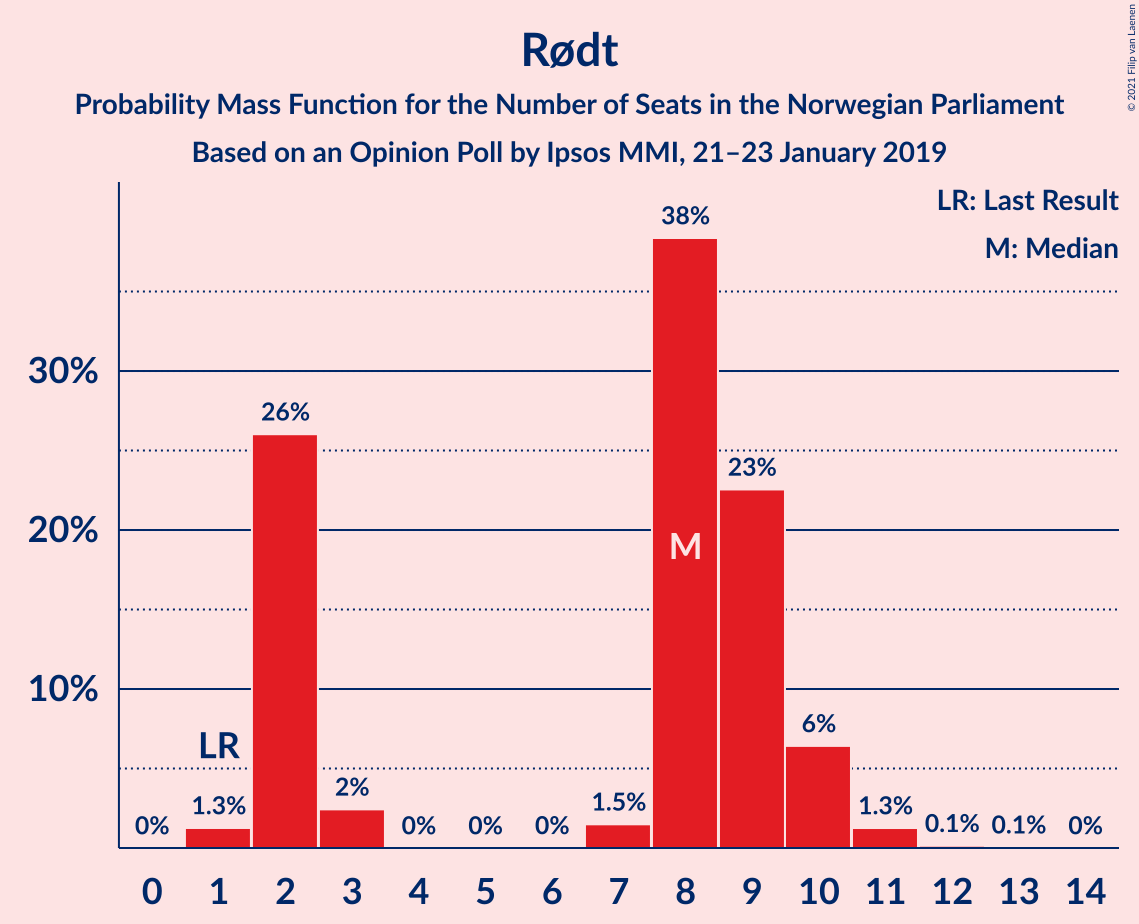 Rødt
Probability Mass Function for the Number of Seats in the Norwegian Parliament
Based on an Opinion Poll by Ipsos MMI, 21–23 January 2019
© 2021 Filip van Laenen
LR: Last Result
M: Median
38%
30%
26%
23%
20%
M
10%
6%
LR
2%
0% 1.3% 0% 0% 0% 1.5% 1.3% 0.1% 0.1% 0%
0 1 2 3 4 5 6 7 8 9 10 11 12 13 14